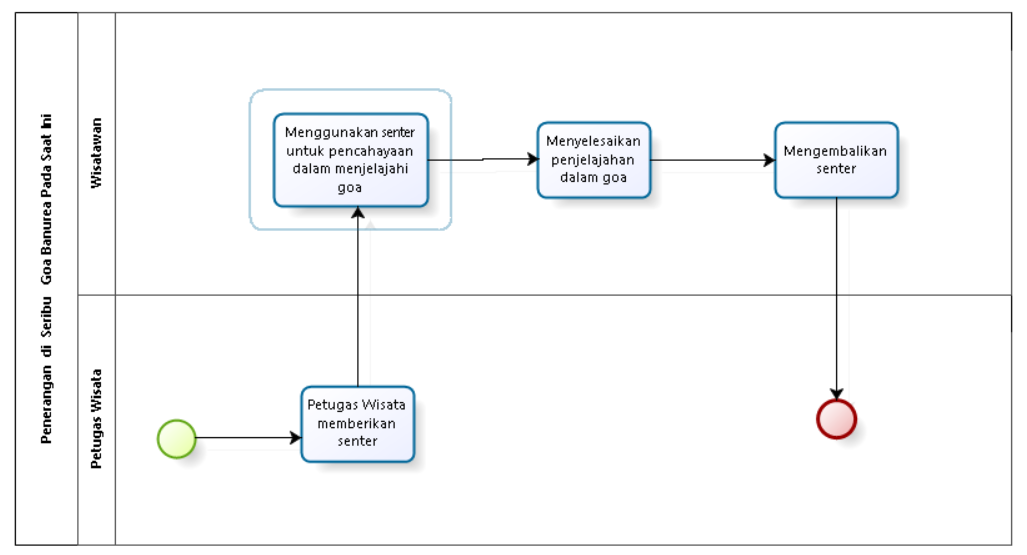 Penerangan di Seribu Goa Banurea Pada Saat Ini
Wisatawan
Menggunakan senter
untuk pencahayaan
dalam menjelajahi
goa
Menyelesaikan
penjelajahan
dalam goa
Mengembalikan
senter
Petugas Wisata
Petugas Wisata
memberikan
senter